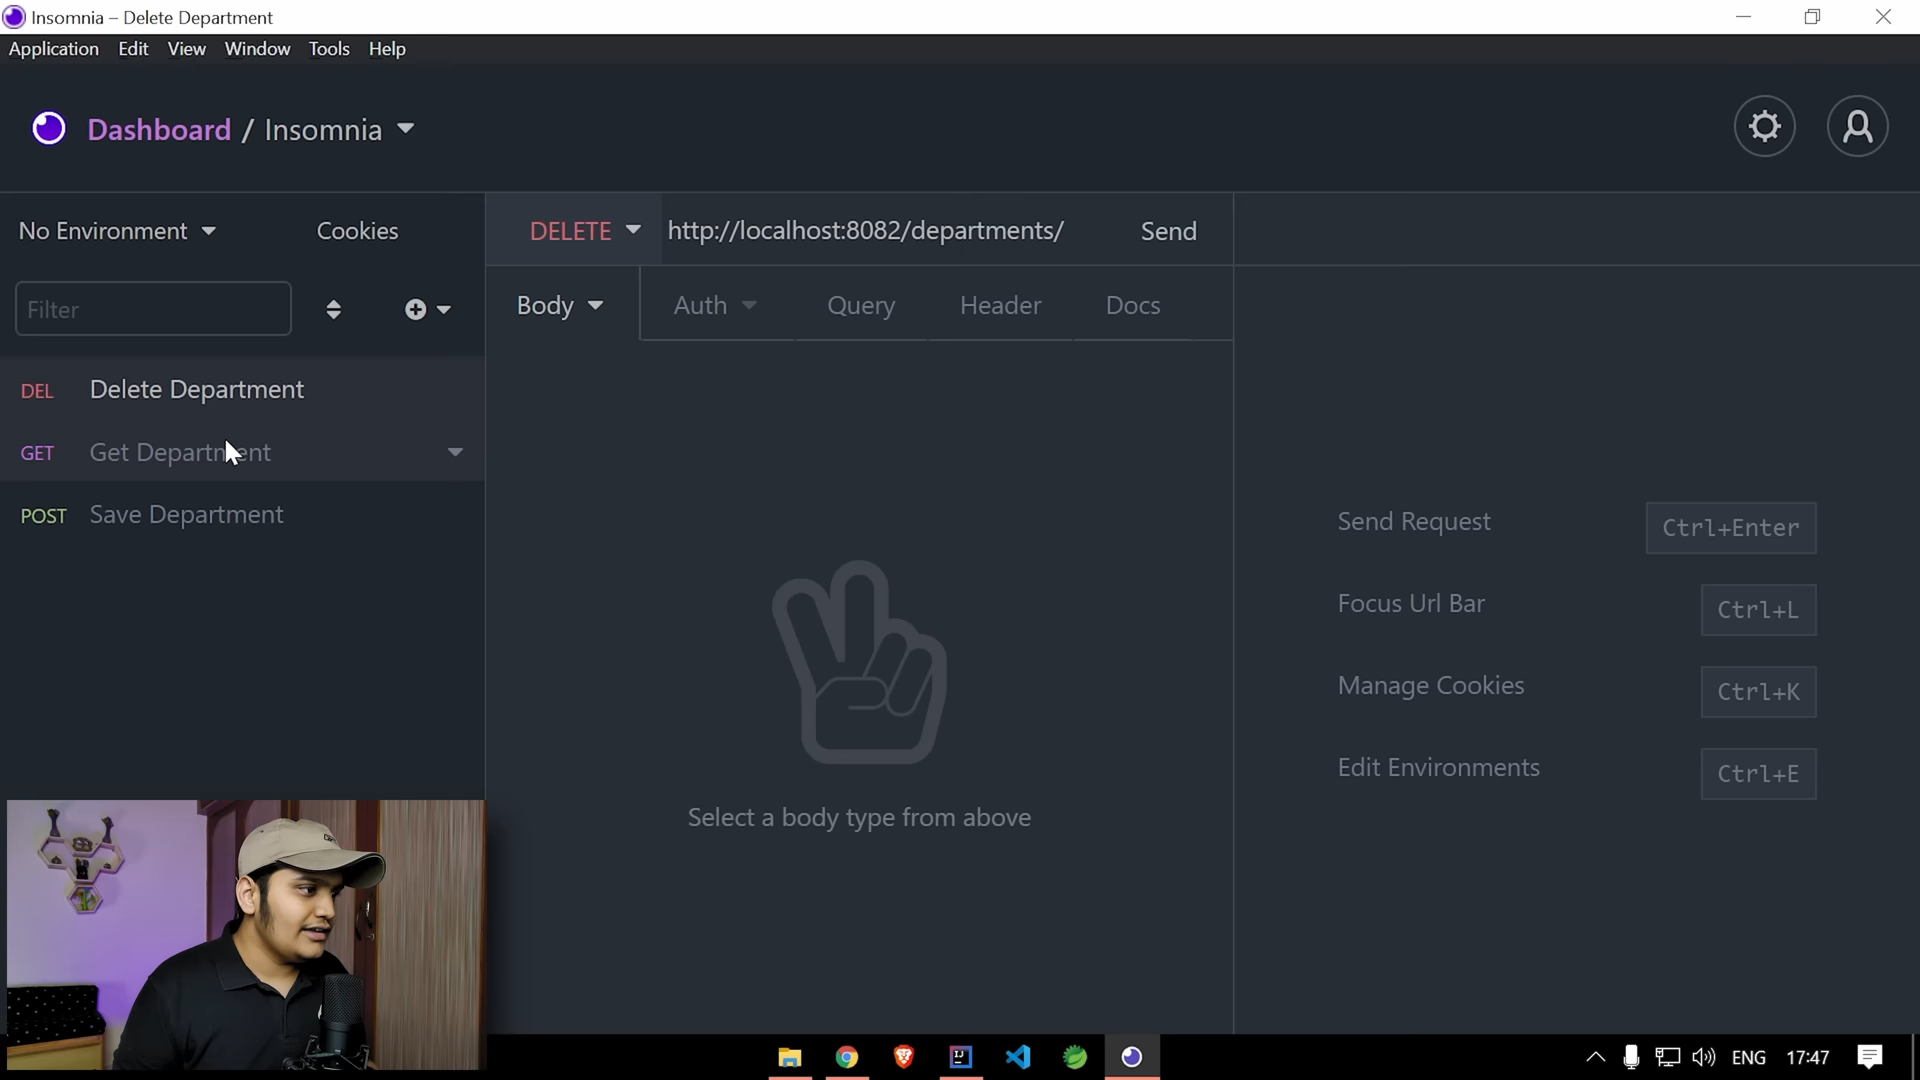 Insomnia – Delete Department
Application Edit View Window Tools Help
Dashboard / Insomnia
No Environment Cookies
DELETE http://localhost:8082/departments/ Send
Filter
Body Auth Query Header Docs
DEL Delete Department
GET Get Department
POST Save Department
Send Request Ctrl+Enter
Focus Url Bar Ctrl+L
Manage Cookies Ctrl+K
Edit Environments Ctrl+E
Select a body type from above
ENG 17:47